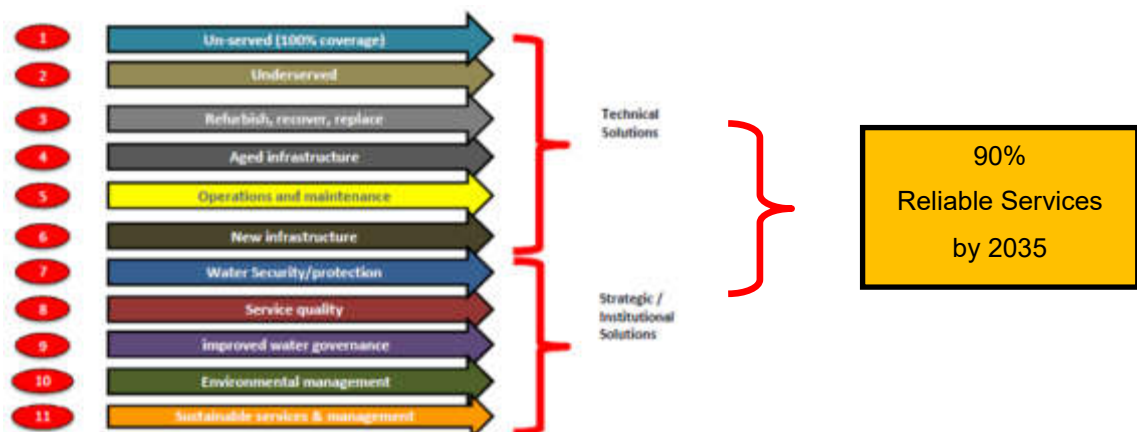 1
Un-served (100% coverage)
2
Underserved
3
Refurbish, recover, replace
4
Aged infrastructure
5
Operations and maintenance
6
New infrastructure
7
Water Security/protection
8
Service quality
9
improved water governance
10
Environmental management
11
Sustainable services & management
Technical
Solutions
Strategic /
Institutional
Solutions
90%
Reliable Services
by 2035